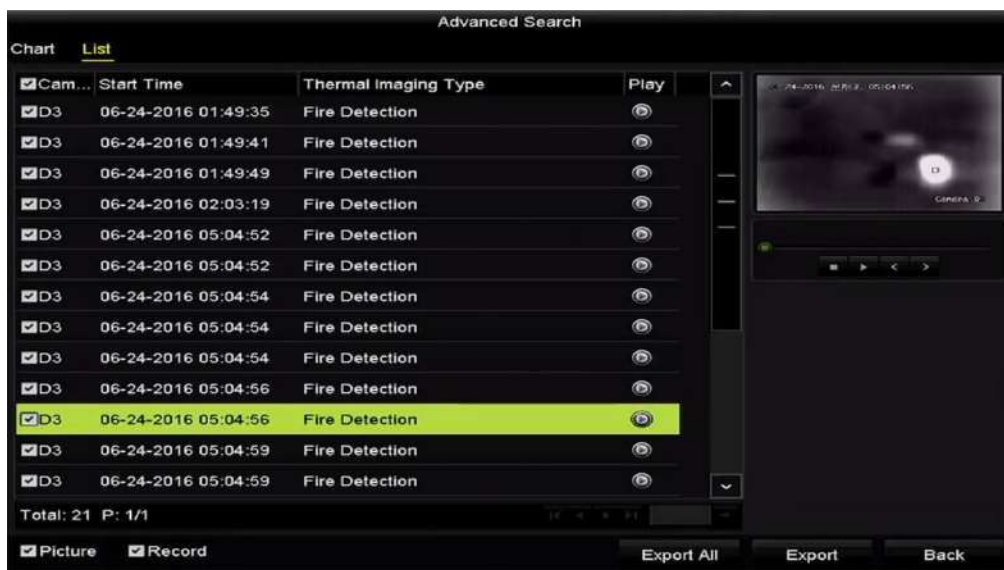 Advanced Search
Chart List
Cam... Start Time Thermal Imaging Type Play
D3 06-24-2016 01:49:35 Fire Detection
D3 06-24-2016 01:49:41 Fire Detection
D3 06-24-2016 01:49:49 Fire Detection
D3 06-24-2016 02:03:19 Fire Detection
D3 06-24-2016 05:04:52 Fire Detection
D3 06-24-2016 05:04:52 Fire Detection
D3 06-24-2016 05:04:54 Fire Detection
D3 06-24-2016 05:04:54 Fire Detection
D3 06-24-2016 05:04:54 Fire Detection
D3 06-24-2016 05:04:56 Fire Detection
D3 06-24-2016 05:04:56 Fire Detection
D3 06-24-2016 05:04:59 Fire Detection
D3 06-24-2016 05:04:59 Fire Detection
Total: 21 P: 1/1
Picture Record Export All Export Back